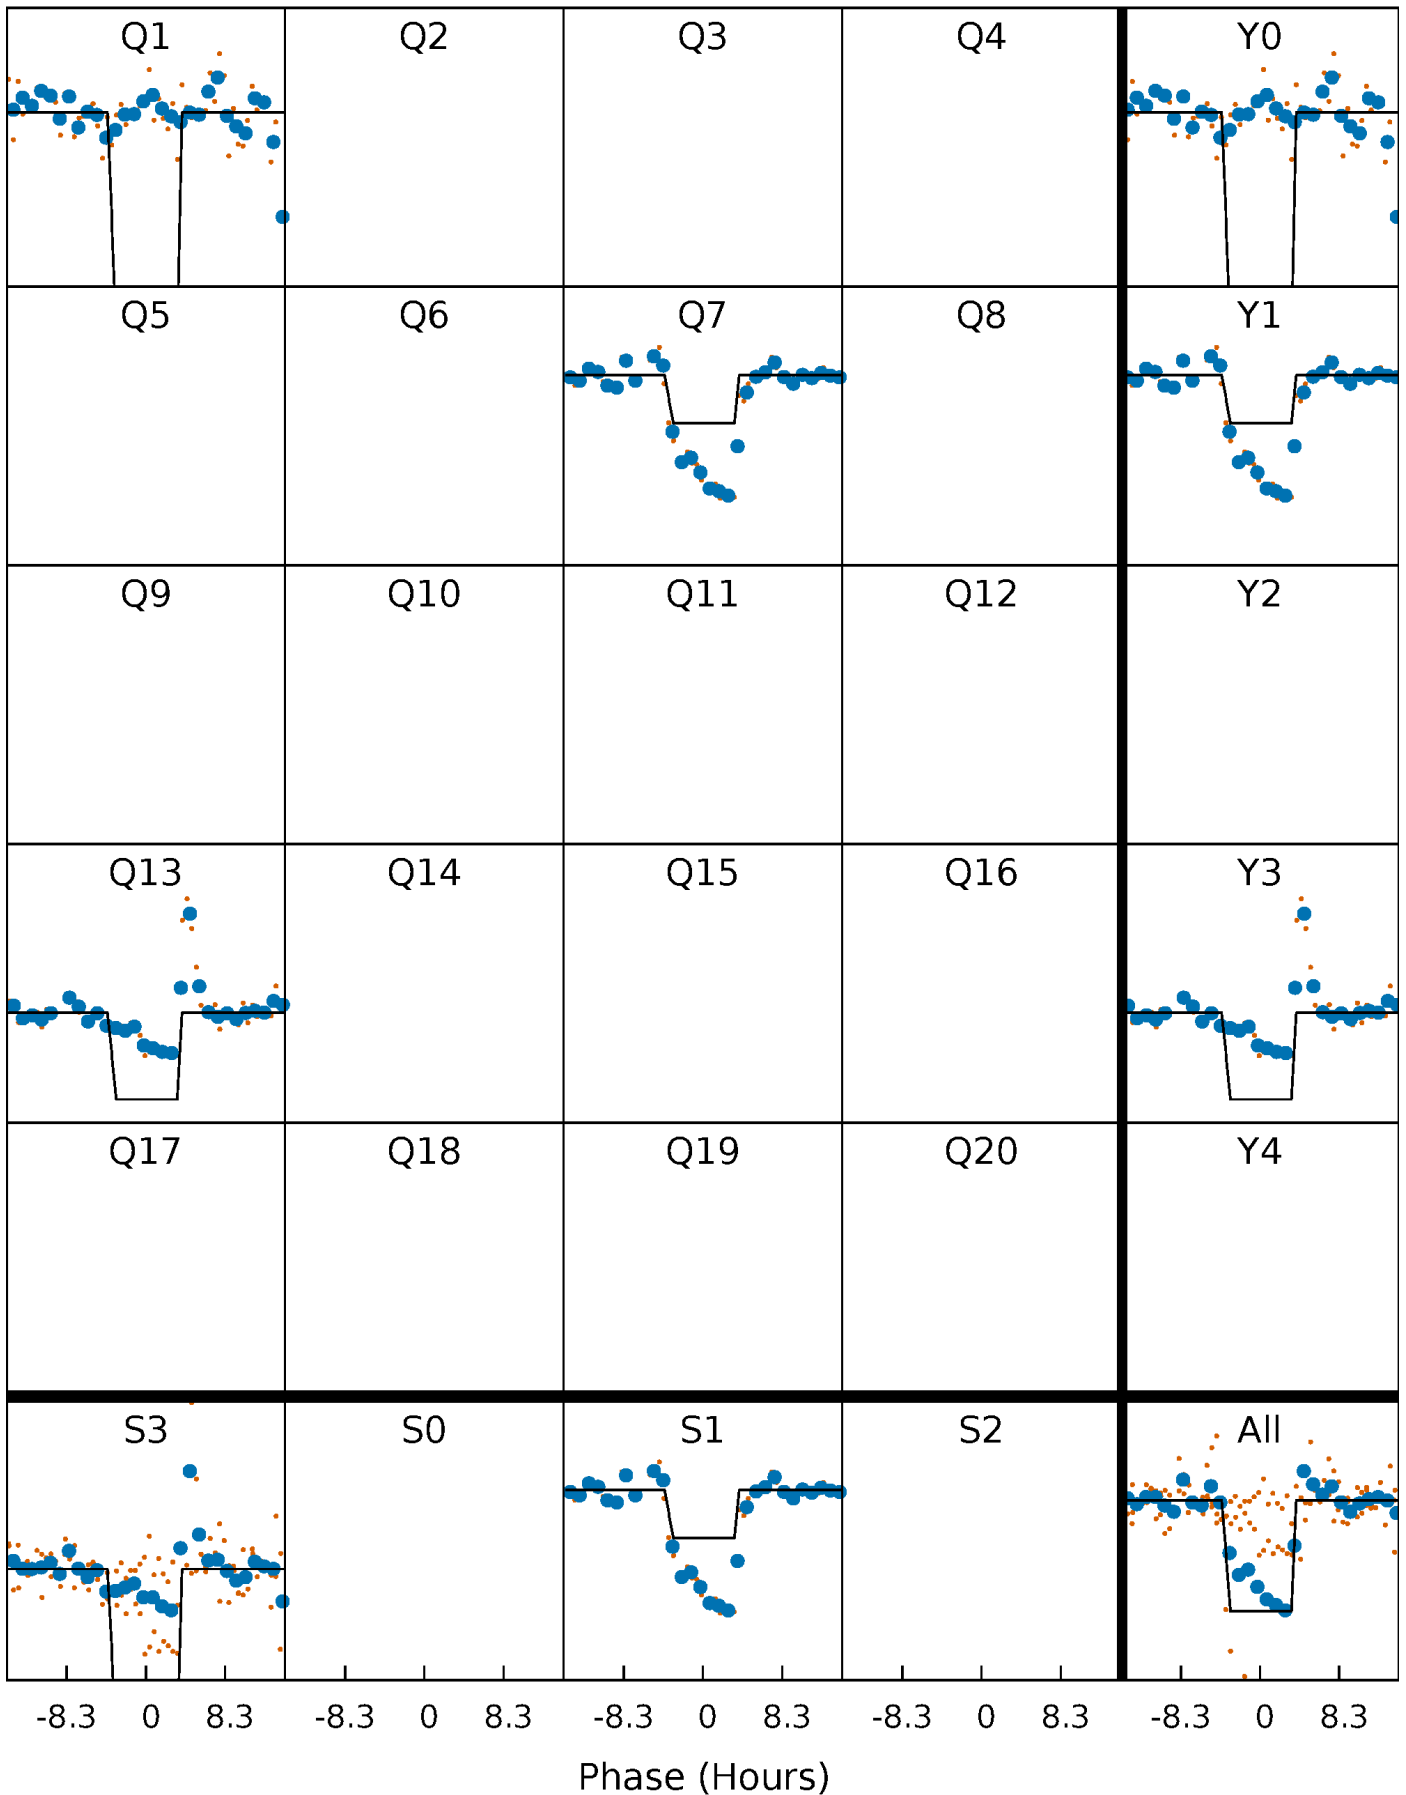 Q1 Q2 Q3 Q4 Y0
Q5 Q6 Q7 Q8 Y1
Q9 Q10 Q11 Q12 Y2
Q13 Q14 Q15 Q16 Y3
Q17 Q18 Q19 Q20 Y4
S3 S0 S1 S2 All
-8.3 0 8.3 -8.3 0 8.3 -8.3 0 8.3 -8.3 0 8.3 -8.3 0 8.3
Phase (Hours)